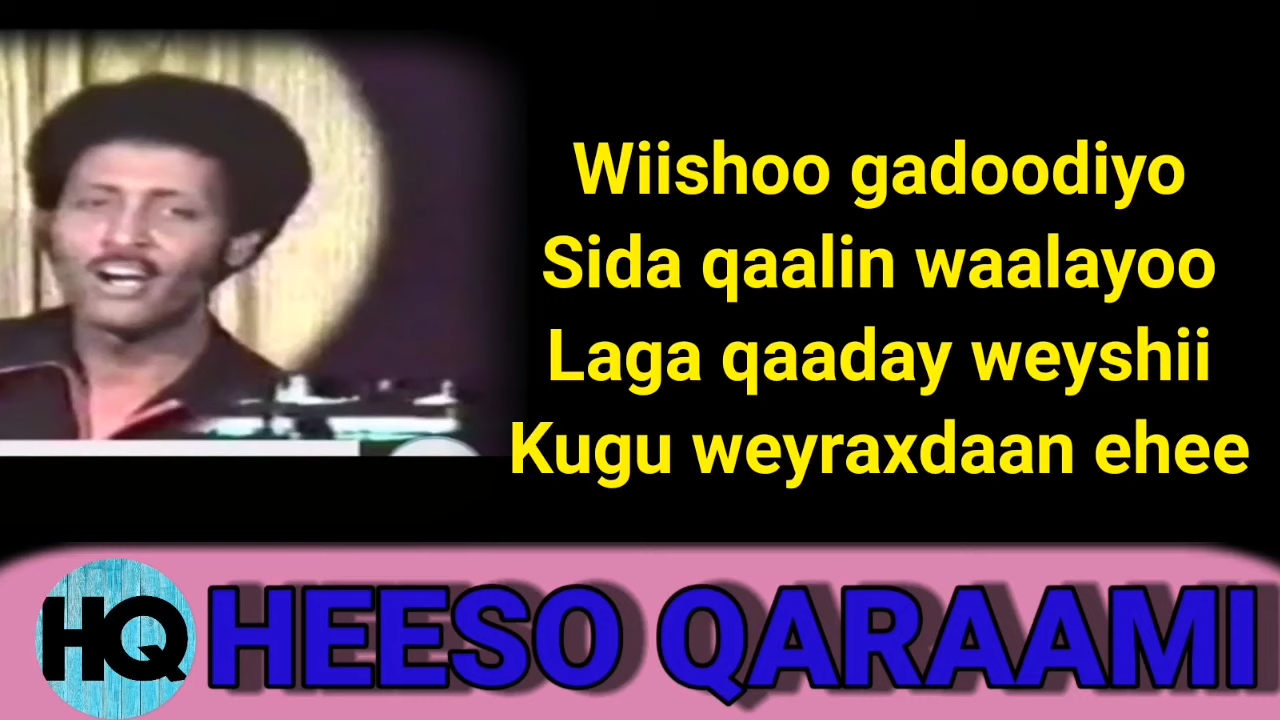 Wiishoo gadoodiyo
Sida qaalin waalayoo
Laga qaaday weyshii
Kugu weyraxdaan ehee
HQ HEESO QARAAMI